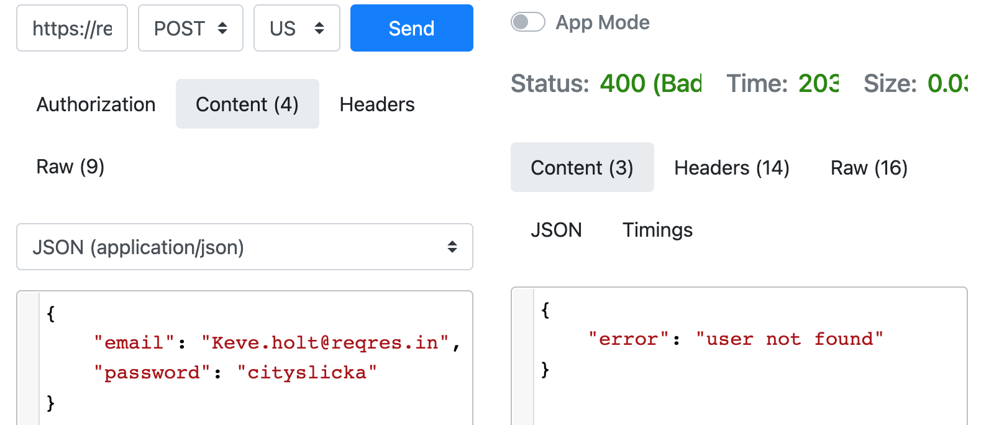 https://re POST US Send
Authorization Content (4) Headers
Raw (9)
JSON (application/json)
{
"email": "Keve.holt@reqres.in",
"password": "cityslicka"
}
App Mode
Status: 400 (Bad Time: 203 Size: 0.03
Content (3) Headers (14) Raw (16)
JSON Timings
{
"error": "user not found"
}